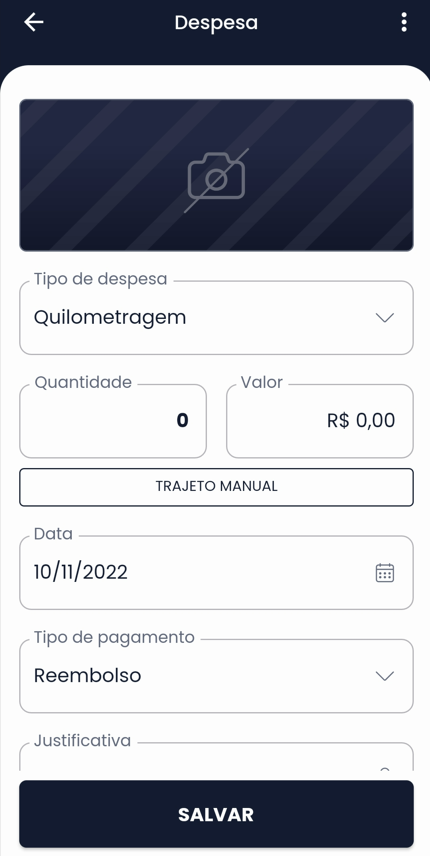 Despesa
Tipo de despesa
Quilometragem
Quantidade
Valor
0
R$ 0,00
TRAJETO MANUAL
Data
10/11/2022
Tipo de pagamento
Reembolso
Justificativa
SALVAR